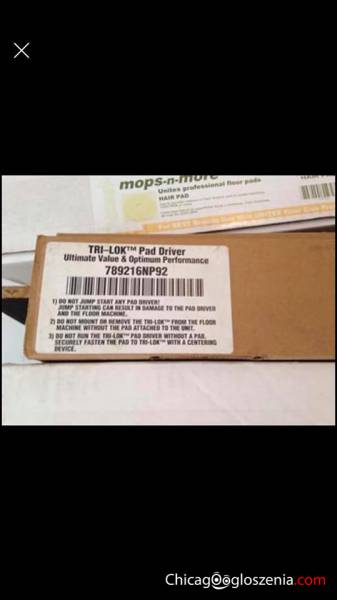 mops-n-more
Unitex professional floor pads
HAIR PAD
TRI-LOK™ Pad Driver
Ultimate Value & Optimum Performance
789216NP92
1) DO NOT JUMP START ANY PAD DRIVER!
JUMP STARTING CAN RESULT IN DAMAGE TO THE PAD DRIVER
AND THE FLOOR MACHINE.
2) DO NOT MOUNT OR REMOVE THE TRI-LOK™ FROM THE FLOOR
MACHINE WITHOUT THE PAD ATTACHED TO THE UNIT.
3) DO NOT RUN THE TRI-LOK™ PAD DRIVER WITHOUT A PAD.
SECURELY FASTEN THE PAD TO TRI-LOK™ WITH A CENTERING
DEVICE.
Chicagoogloszenia.com